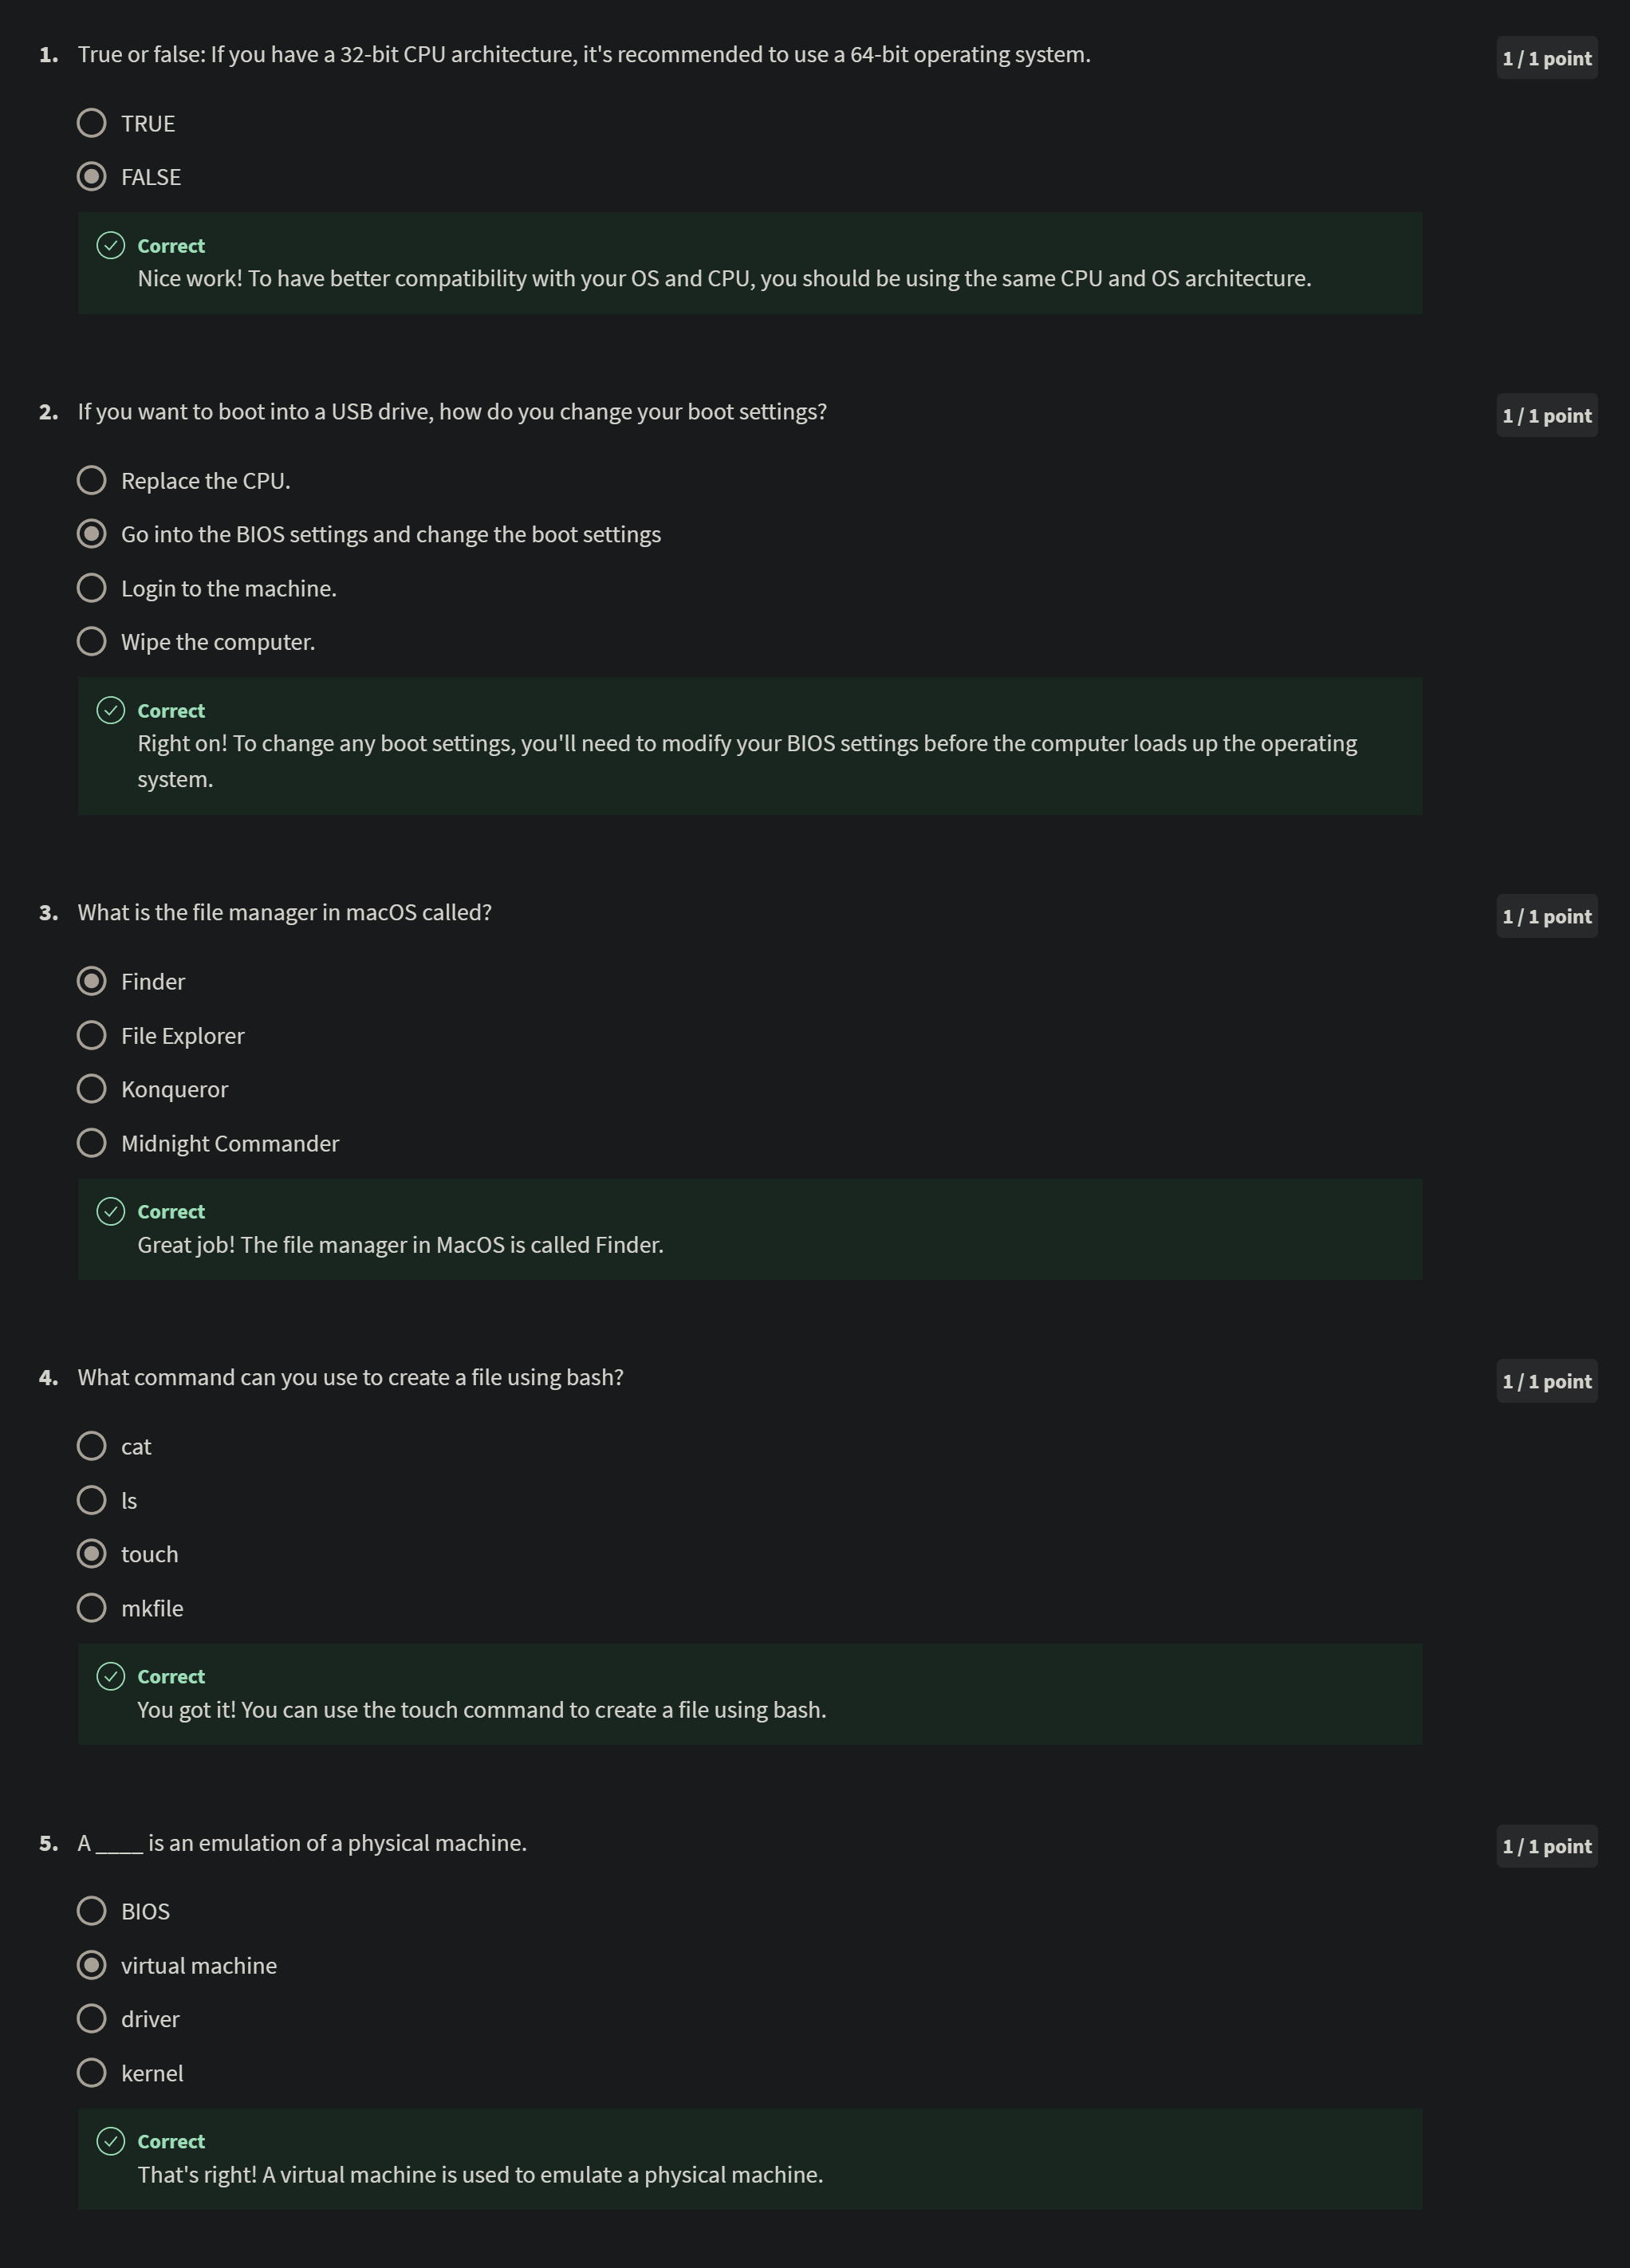 1. True or false: If you have a 32-bit CPU architecture, it's recommended to use a 64-bit operating system.
1 / 1 point
TRUE
FALSE
Correct
Nice work! To have better compatibility with your OS and CPU, you should be using the same CPU and OS architecture.
2. If you want to boot into a USB drive, how do you change your boot settings?
1 / 1 point
Replace the CPU.
Go into the BIOS settings and change the boot settings
Login to the machine.
Wipe the computer.
Correct
Right on! To change any boot settings, you'll need to modify your BIOS settings before the computer loads up the operating
system.
3. What is the file manager in macOS called?
1 / 1 point
Finder
File Explorer
Konqueror
Midnight Commander
Correct
Great job! The file manager in MacOS is called Finder.
4. What command can you use to create a file using bash?
1 / 1 point
cat
ls
touch
mkfile
Correct
You got it! You can use the touch command to create a file using bash.
5. A ____ is an emulation of a physical machine.
1 / 1 point
BIOS
virtual machine
driver
kernel
Correct
That's right! A virtual machine is used to emulate a physical machine.